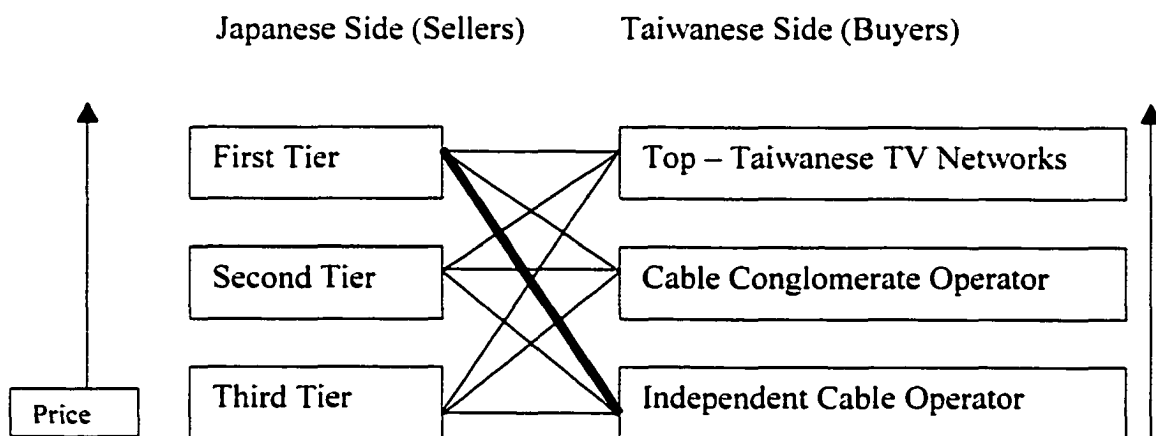 Japanese Side (Sellers) Taiwanese Side (Buyers)
First Tier Top – Taiwanese TV Networks
Second Tier Cable Conglomerate Operator
Third Tier Independent Cable Operator
Price